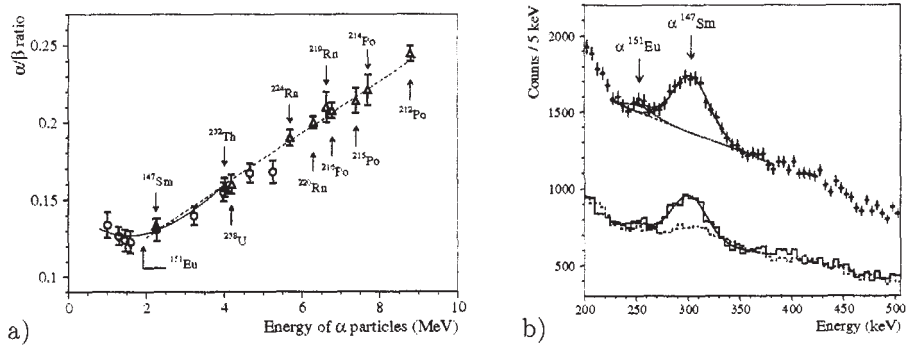 α/β ratio
0.25
0.2
0.15
0.1
0 2 4 6 8 10
Energy of α particles (MeV)
¹⁴⁷Sm
¹⁵¹Eu
²³²Th
²³⁸U
²²⁴Rn
²¹⁹Rn
²¹⁴Po
²¹²Po
²¹⁵Po
²¹⁶Po
²²⁰Rn
a)
Counts / 5 keV
2000
1500
1000
500
200 250 300 350 400 450 500
Energy (keV)
α ¹⁵¹Eu
α ¹⁴⁷Sm
b)